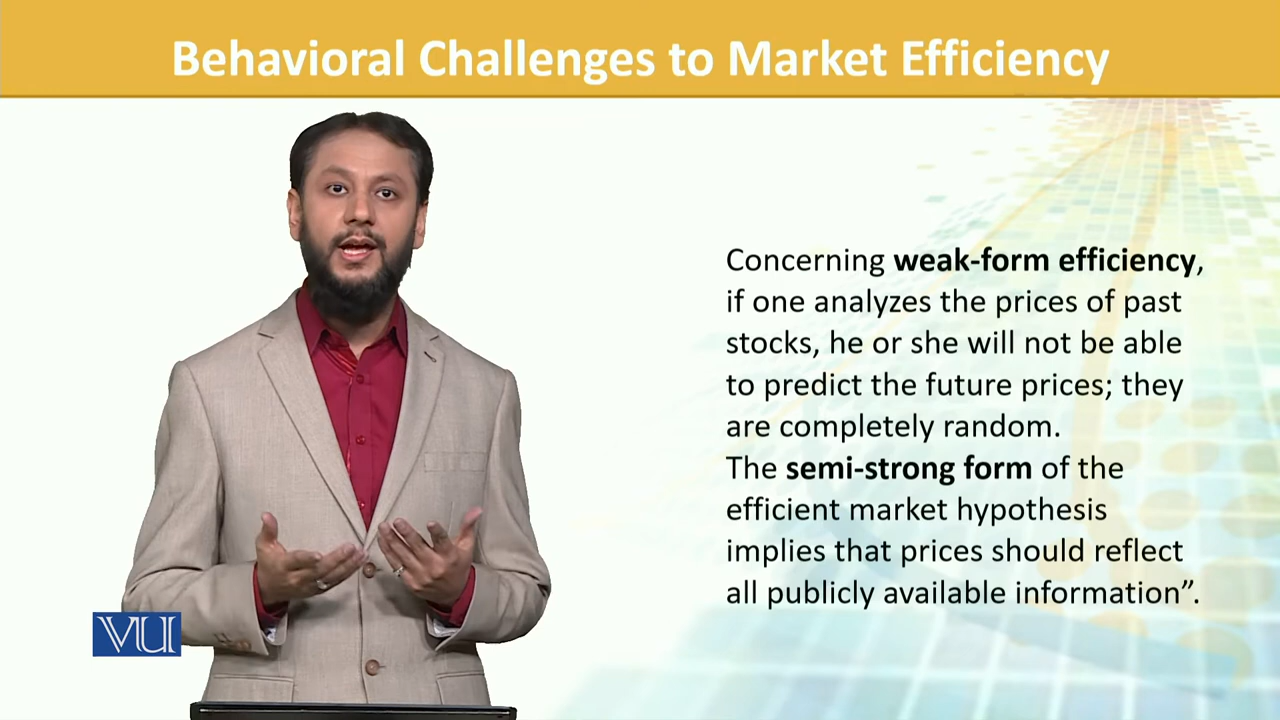 Behavioral Challenges to Market Efficiency
Concerning weak-form efficiency,
if one analyzes the prices of past
stocks, he or she will not be able
to predict the future prices; they
are completely random.
The semi-strong form of the
efficient market hypothesis
implies that prices should reflect
all publicly available information”.
VU